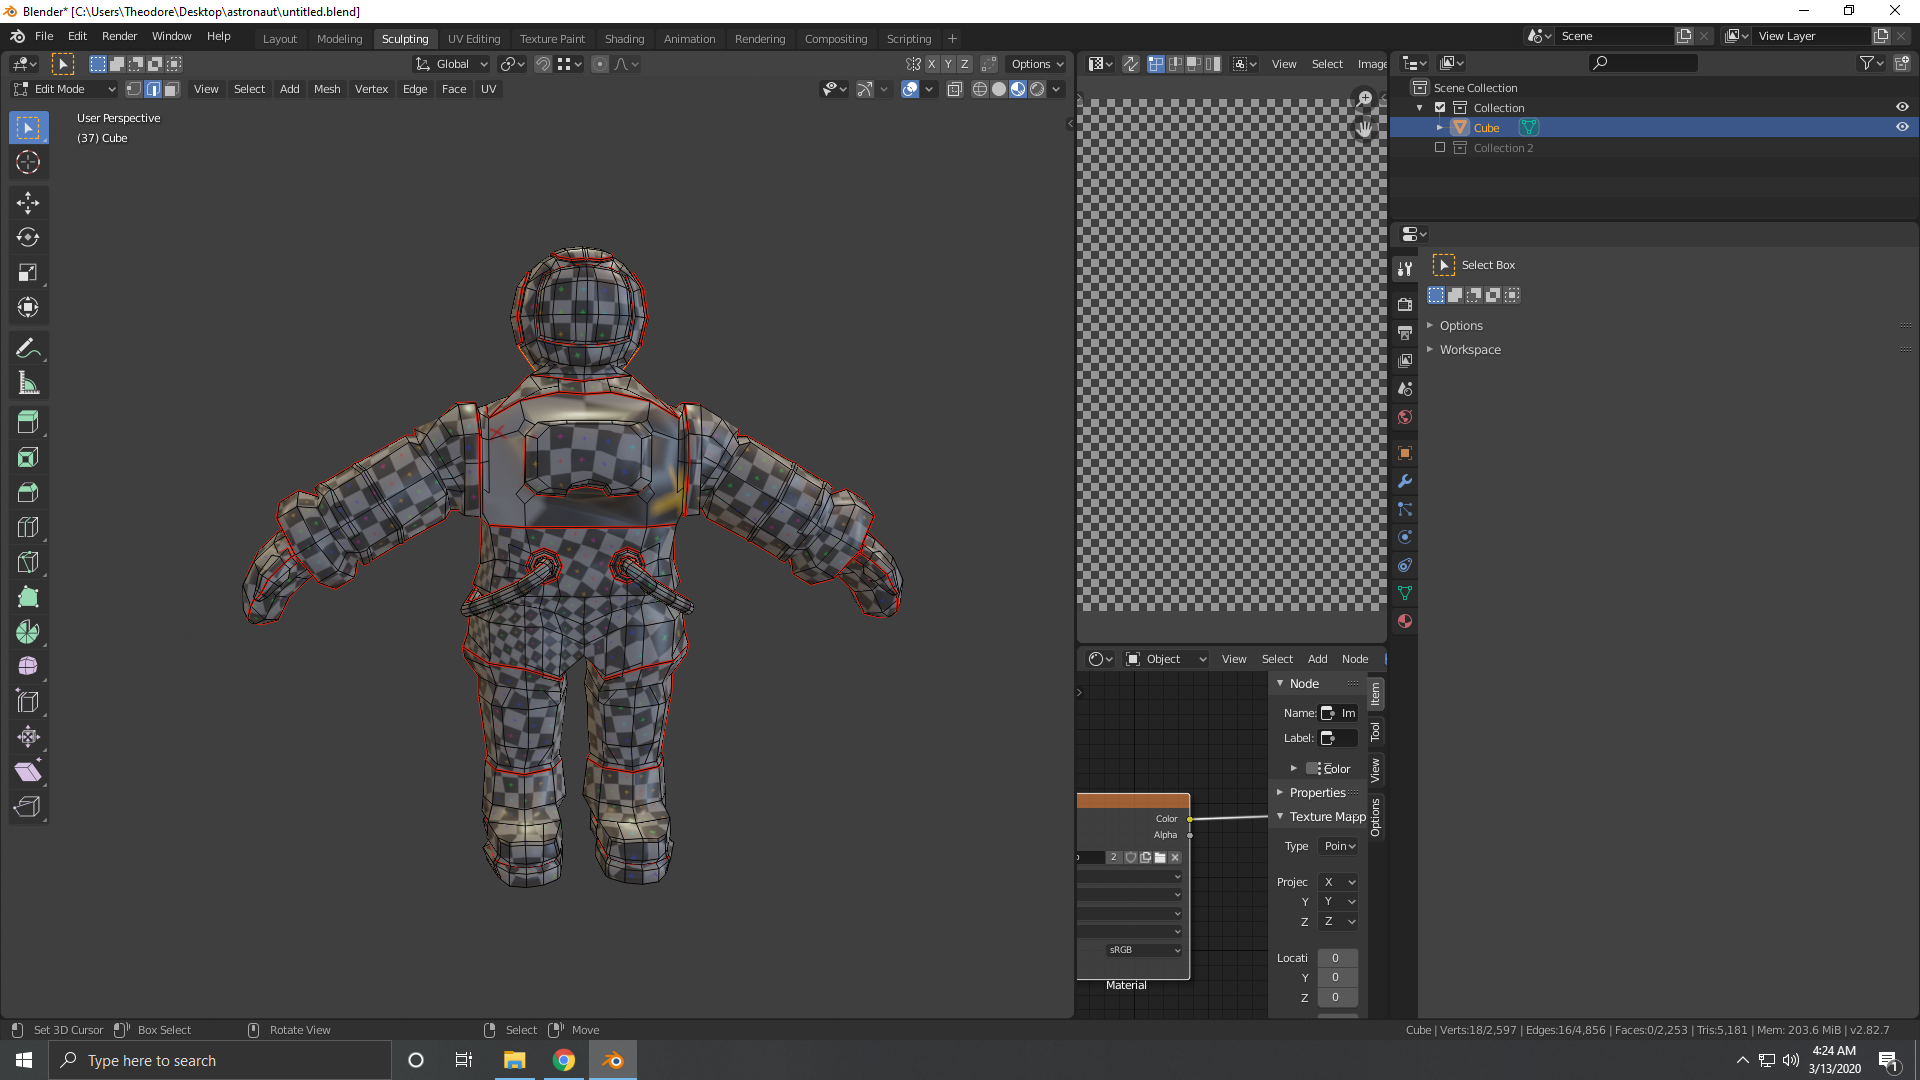 Blender* [C:\Users\Theodore\Desktop\astronaut\untitled.blend]
File Edit Render Window Help Layout Modeling Sculpting UV Editing Texture Paint Shading Animation Rendering Compositing Scripting + Scene View Layer
Global X Y Z Options View Select Image
Edit Mode View Select Add Mesh Vertex Edge Face UV
User Perspective
(37) Cube
Scene Collection
Collection
Cube
Collection 2
Select Box
Options
Workspace
Object View Select Add Node
Node
Name: Im
Label:
Color
Properties
Texture Mapp
Type Poin
Projec X
Y Y
Z Z
Locati 0
Y 0
Z 0
Item
Tool
View
Options
Color
Alpha
2
sRGB
Material
Set 3D Cursor Box Select Rotate View Select Move Cube | Verts:18/2,597 | Edges:16/4,856 | Faces:0/2,253 | Tris:5,181 | Mem: 203.6 MiB | v2.82.7
Type here to search
4:24 AM
3/13/2020
1